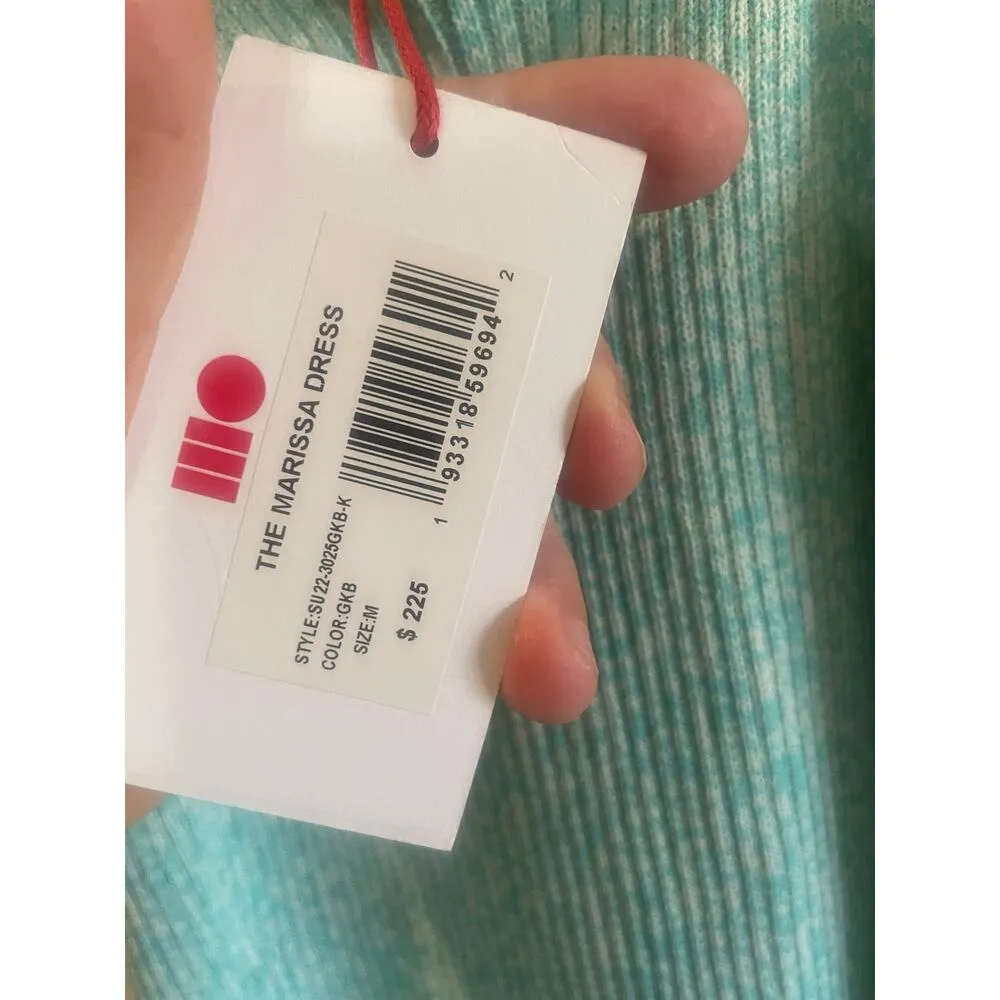 THE MARISSA DRESS
1 93318 59694 2
STYLE:SU22-3025GKB-K
COLOR:GKB
SIZE:M
$ 225